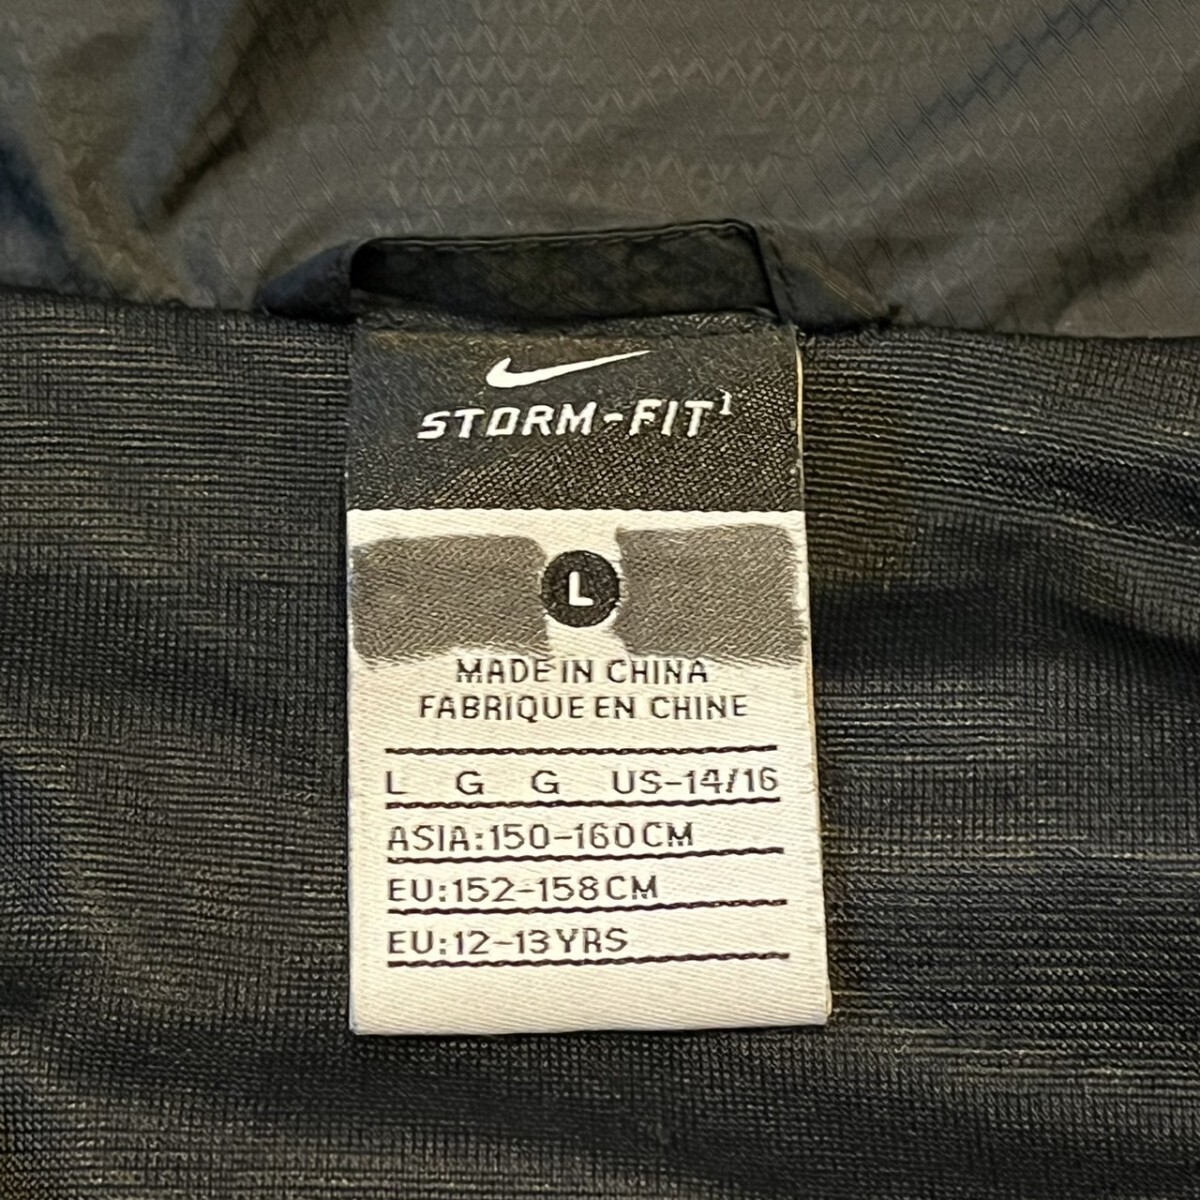 STORM-FIT¹
L
MADE IN CHINA
FABRIQUE EN CHINE
L G G US-14/16
ASIA:150-160CM
EU:152-158CM
EU:12-13YRS